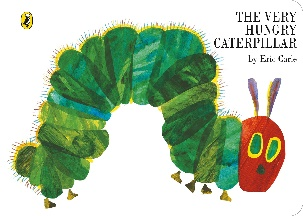 THE VERY
HUNGRY
CATERPILLAR
by Eric Carle